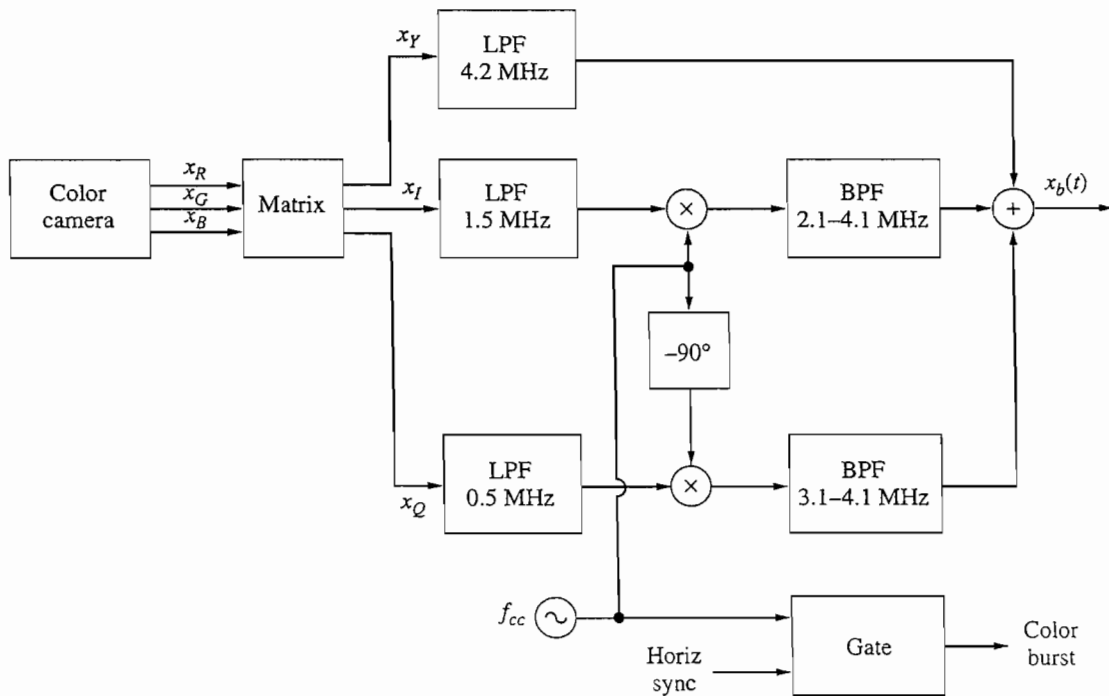 x_Y
LPF
4.2 MHz
x_R
x_G
x_B
Color
camera
Matrix
x_I
LPF
1.5 MHz
×
BPF
2.1–4.1 MHz
+
x_b(t)
–90°
x_Q
LPF
0.5 MHz
×
BPF
3.1–4.1 MHz
f_cc
~
Horiz
sync
Gate
Color
burst